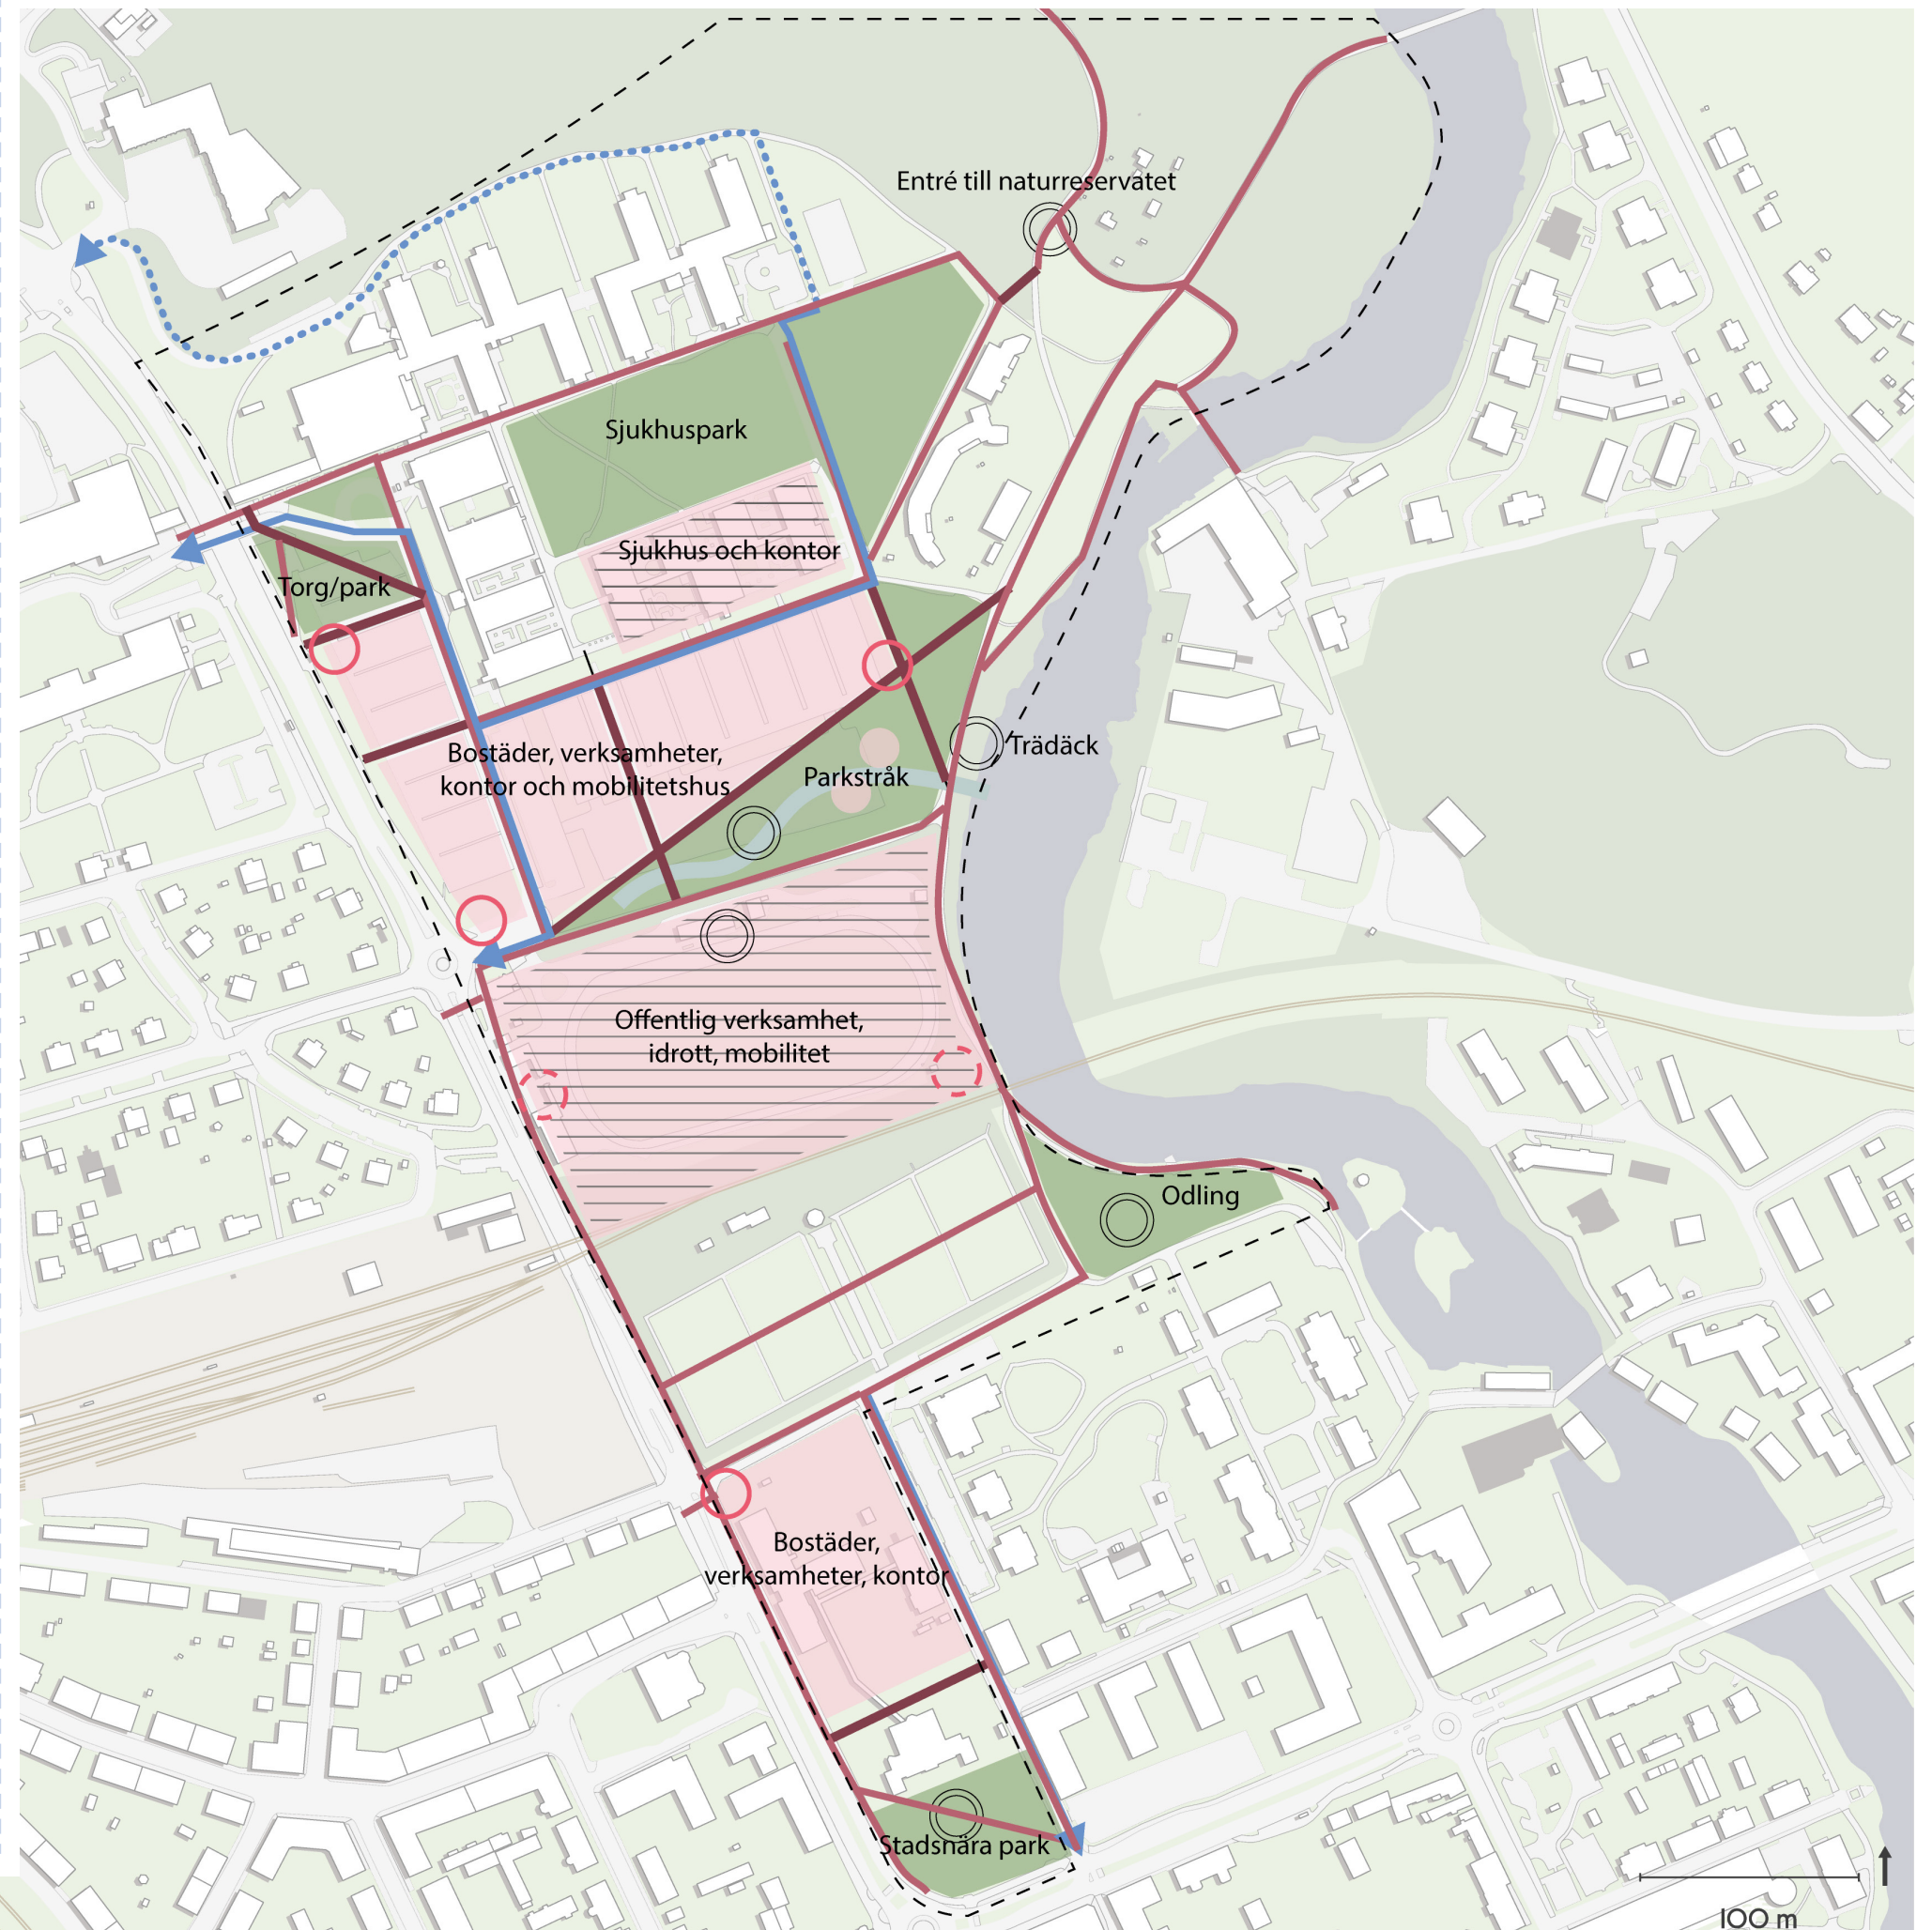 Entré till naturreservatet
Sjukhuspark
Sjukhus och kontor
Torg/park
Bostäder, verksamheter,
kontor och mobilitetshus
Parkstråk
Trädäck
Offentlig verksamhet,
idrott, mobilitet
Odling
Bostäder,
verksamheter, kontor
Stadsnära park
100 m